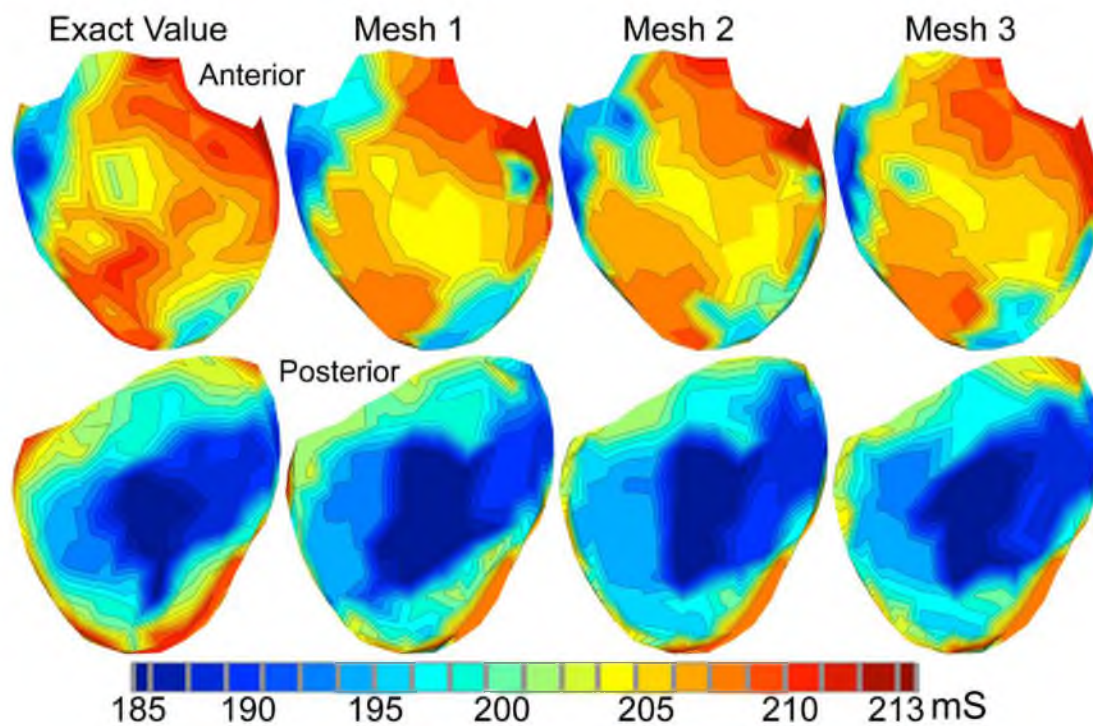 Exact Value Mesh 1 Mesh 2 Mesh 3
Anterior
Posterior
185 190 195 200 205 210 213 mS